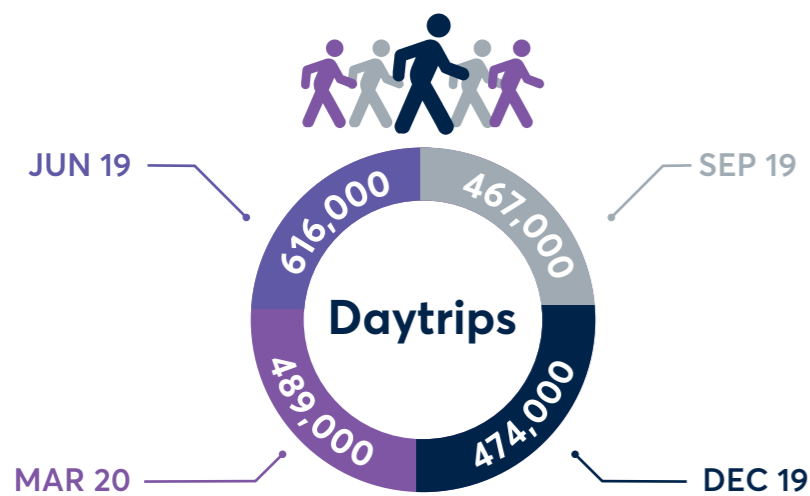 JUN 19
SEP 19
616,000
467,000
Daytrips
489,000
474,000
MAR 20
DEC 19